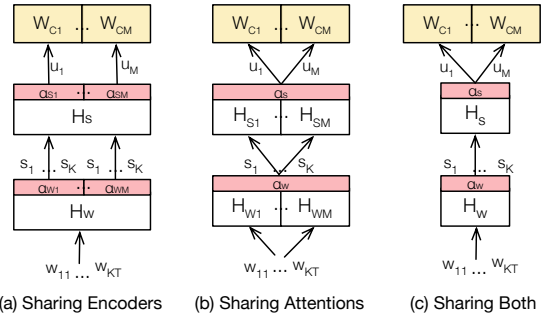 W_C1 ... W_CM W_C1 ... W_CM W_C1 ... W_CM
u_1 u_M u_1 u_M u_1 u_M
α_S1 ... α_SM α_s α_s
H_s H_S1 ... H_SM H_s
s_1 ... s_K s_1 ... s_K s_1 ... s_K s_1 ... s_K
α_W1 ... α_WM α_w α_w
H_w H_W1 ... H_WM H_w
w_11 ... w_KT w_11 ... w_KT w_11 ... w_KT
(a) Sharing Encoders (b) Sharing Attentions (c) Sharing Both